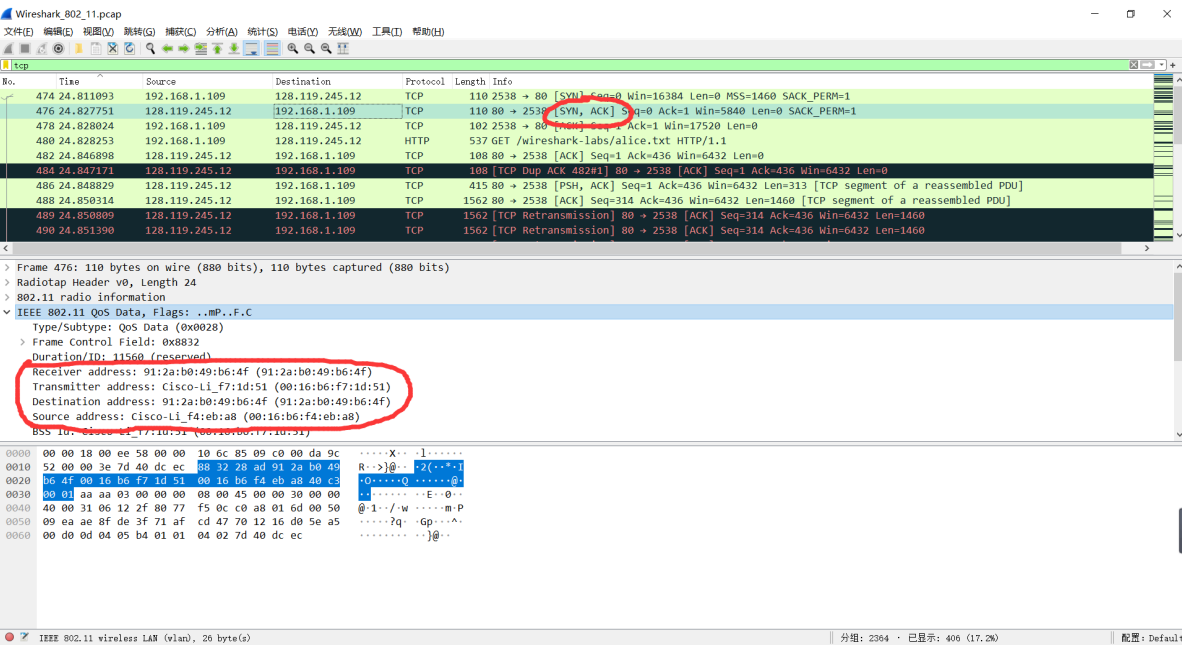 Wireshark_802_11.pcap
文件(F) 编辑(E) 视图(V) 跳转(G) 捕获(C) 分析(A) 统计(S) 电话(Y) 无线(W) 工具(T) 帮助(H)
tcp
No. Time Source Destination Protocol Length Info
474 24.811093 192.168.1.109 128.119.245.12 TCP 110 2538 → 80 [SYN] Seq=0 Win=16384 Len=0 MSS=1460 SACK_PERM=1
476 24.827751 128.119.245.12 192.168.1.109 TCP 110 80 → 2538 [SYN, ACK] Seq=0 Ack=1 Win=5840 Len=0 SACK_PERM=1
478 24.828024 192.168.1.109 128.119.245.12 TCP 102 2538 → 80 [ACK] Seq=1 Ack=1 Win=17520 Len=0
480 24.828253 192.168.1.109 128.119.245.12 HTTP 537 GET /wireshark-labs/alice.txt HTTP/1.1
482 24.846898 128.119.245.12 192.168.1.109 TCP 108 80 → 2538 [ACK] Seq=1 Ack=436 Win=6432 Len=0
484 24.847171 128.119.245.12 192.168.1.109 TCP 108 [TCP Dup ACK 482#1] 80 → 2538 [ACK] Seq=1 Ack=436 Win=6432 Len=0
486 24.848829 128.119.245.12 192.168.1.109 TCP 415 80 → 2538 [PSH, ACK] Seq=1 Ack=436 Win=6432 Len=313 [TCP segment of a reassembled PDU]
488 24.850314 128.119.245.12 192.168.1.109 TCP 1562 80 → 2538 [ACK] Seq=314 Ack=436 Win=6432 Len=1460 [TCP segment of a reassembled PDU]
489 24.850809 128.119.245.12 192.168.1.109 TCP 1562 [TCP Retransmission] 80 → 2538 [ACK] Seq=314 Ack=436 Win=6432 Len=1460
490 24.851390 128.119.245.12 192.168.1.109 TCP 1562 [TCP Retransmission] 80 → 2538 [ACK] Seq=314 Ack=436 Win=6432 Len=1460
Frame 476: 110 bytes on wire (880 bits), 110 bytes captured (880 bits)
Radiotap Header v0, Length 24
802.11 radio information
IEEE 802.11 QoS Data, Flags: ..mP..F.C
Type/Subtype: QoS Data (0x0028)
Frame Control Field: 0x8832
Duration/ID: 11560 (reserved)
Receiver address: 91:2a:b0:49:b6:4f (91:2a:b0:49:b6:4f)
Transmitter address: Cisco-Li_f7:1d:51 (00:16:b6:f7:1d:51)
Destination address: 91:2a:b0:49:b6:4f (91:2a:b0:49:b6:4f)
Source address: Cisco-Li_f4:eb:a8 (00:16:b6:f4:eb:a8)
BSS Id: Cisco-Li_f7:1d:51 (00:16:b6:f7:1d:51)
0000 00 00 18 00 ee 58 00 00 10 6c 85 09 c0 00 da 9c ·····X·· ·l······
0010 52 00 00 3e 7d 40 dc ec 88 32 28 ad 91 2a b0 49 R··>}@·· ·2(··*·I
0020 b6 4f 00 16 b6 f7 1d 51 00 16 b6 f4 eb a8 40 c3 ·O·····Q ······@·
0030 00 01 aa aa 03 00 00 00 08 00 45 00 00 30 00 00 ········ ··E··0··
0040 40 00 31 06 12 2f 80 77 f5 0c c0 a8 01 6d 00 50 @·1··/·w ·····m·P
0050 09 ea ae 8f de 3f 71 af cd 47 70 12 16 d0 5e a5 ·····?q· ·Gp···^·
0060 00 d0 0d 04 05 b4 01 01 04 02 7d 40 dc ec ········ ··}@··
IEEE 802.11 wireless LAN (wlan), 26 byte(s) 分组: 2364 · 已显示: 406 (17.2%) 配置: Default